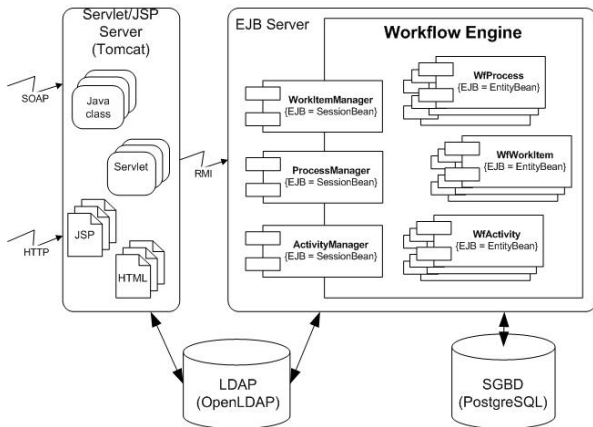 Servlet/JSP
Server
(Tomcat)
SOAP
Java
class
Servlet
RMI
JSP
HTTP
HTML
EJB Server
Workflow Engine
WorkItemManager
{EJB = SessionBean}
WfProcess
{EJB = EntityBean}
ProcessManager
{EJB = SessionBean}
WfWorkItem
{EJB = EntityBean}
ActivityManager
{EJB = SessionBean}
WfActivity
{EJB = EntityBean}
LDAP
(OpenLDAP)
SGBD
(PostgreSQL)